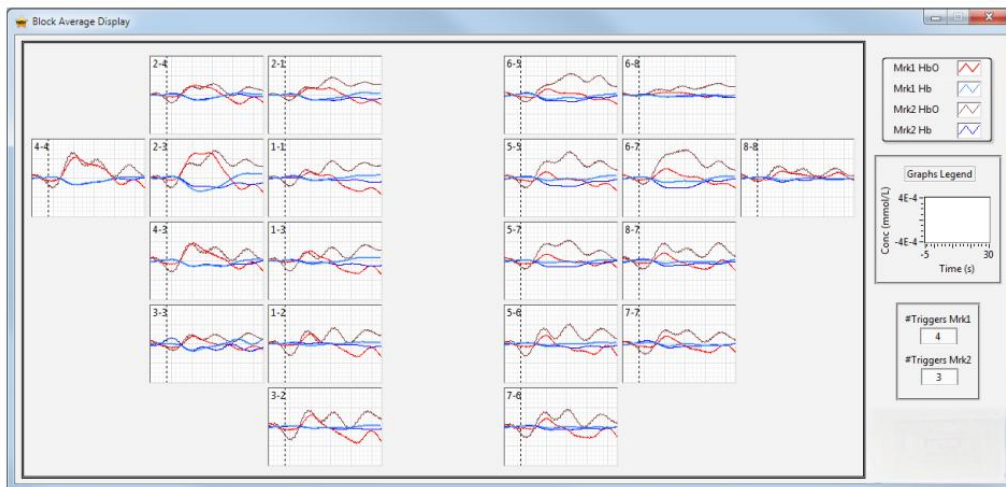 Block Average Display
2-4
2-1
6-5
6-8
4-4
2-3
1-1
5-5
6-7
8-8
4-3
1-3
5-7
8-7
3-3
1-2
5-6
7-7
3-2
7-6
Mrk1 HbO
Mrk1 Hb
Mrk2 HbO
Mrk2 Hb
Graphs Legend
Conc (mmol/L)
4E-4
-4E-4
-5
30
Time (s)
#Triggers Mrk1
4
#Triggers Mrk2
3